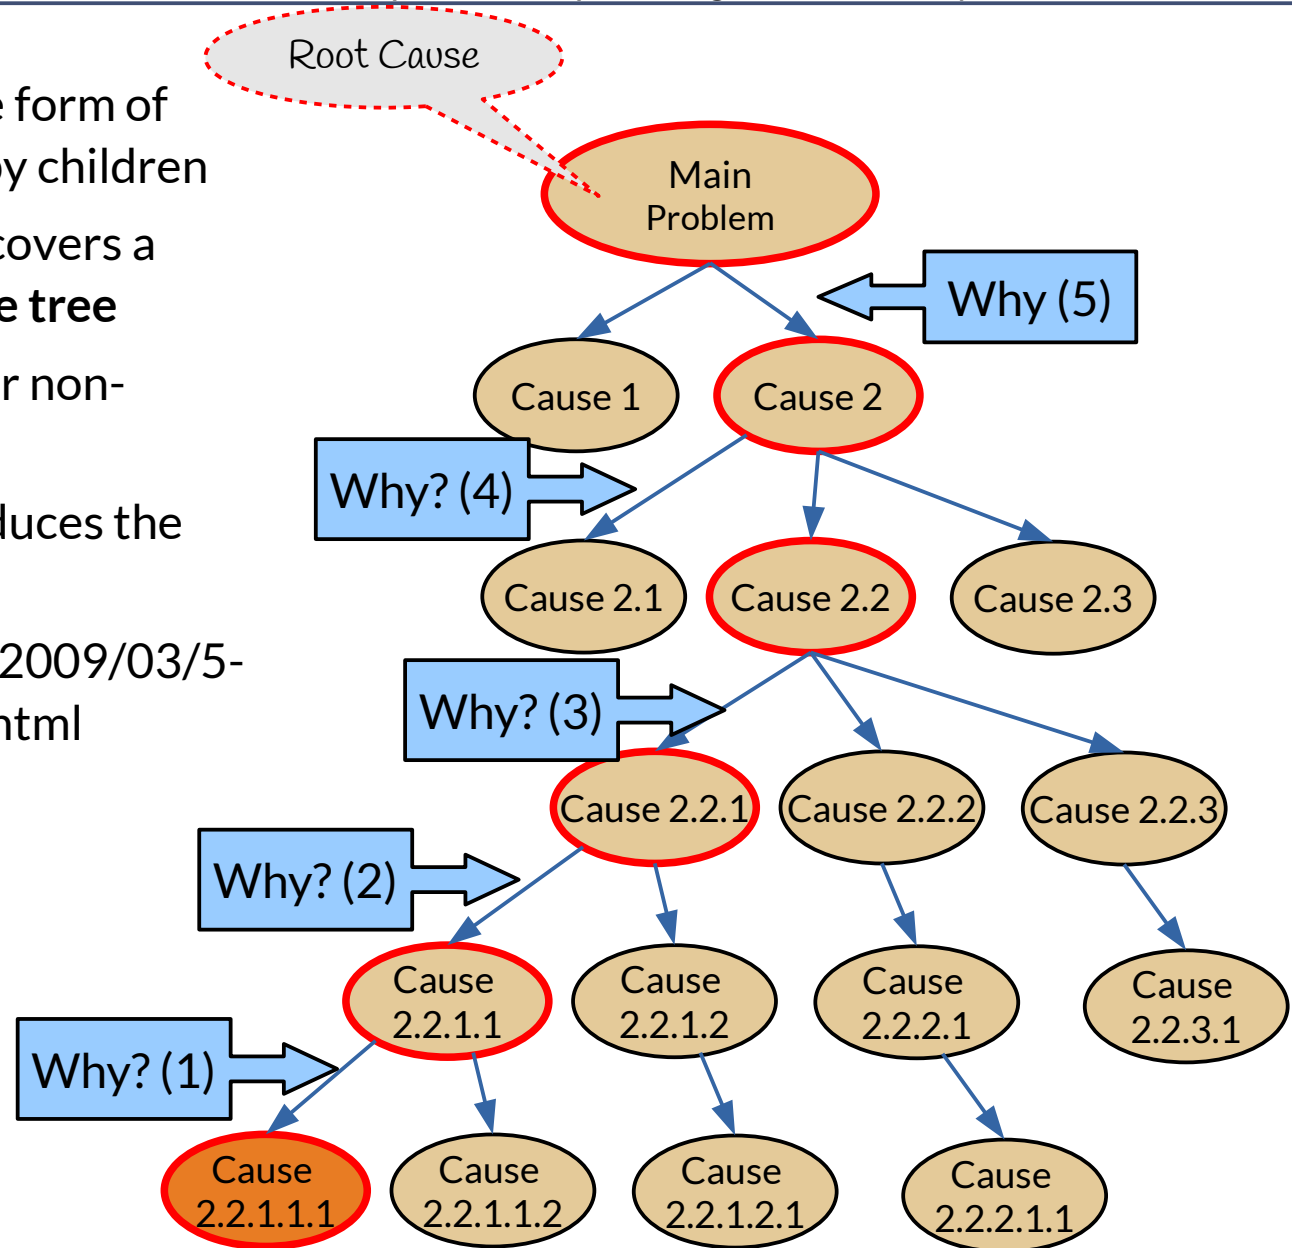 Root Cause
form of
by children
covers a
e tree
r non-
duces the
2009/03/5-
html
Main
Problem
Why (5)
Cause 1
Cause 2
Why? (4)
Cause 2.1
Cause 2.2
Cause 2.3
Why? (3)
Cause 2.2.1
Cause 2.2.2
Cause 2.2.3
Why? (2)
Cause
2.2.1.1
Cause
2.2.1.2
Cause
2.2.2.1
Cause
2.2.3.1
Why? (1)
Cause
2.2.1.1.1
Cause
2.2.1.1.2
Cause
2.2.1.2.1
Cause
2.2.2.1.1